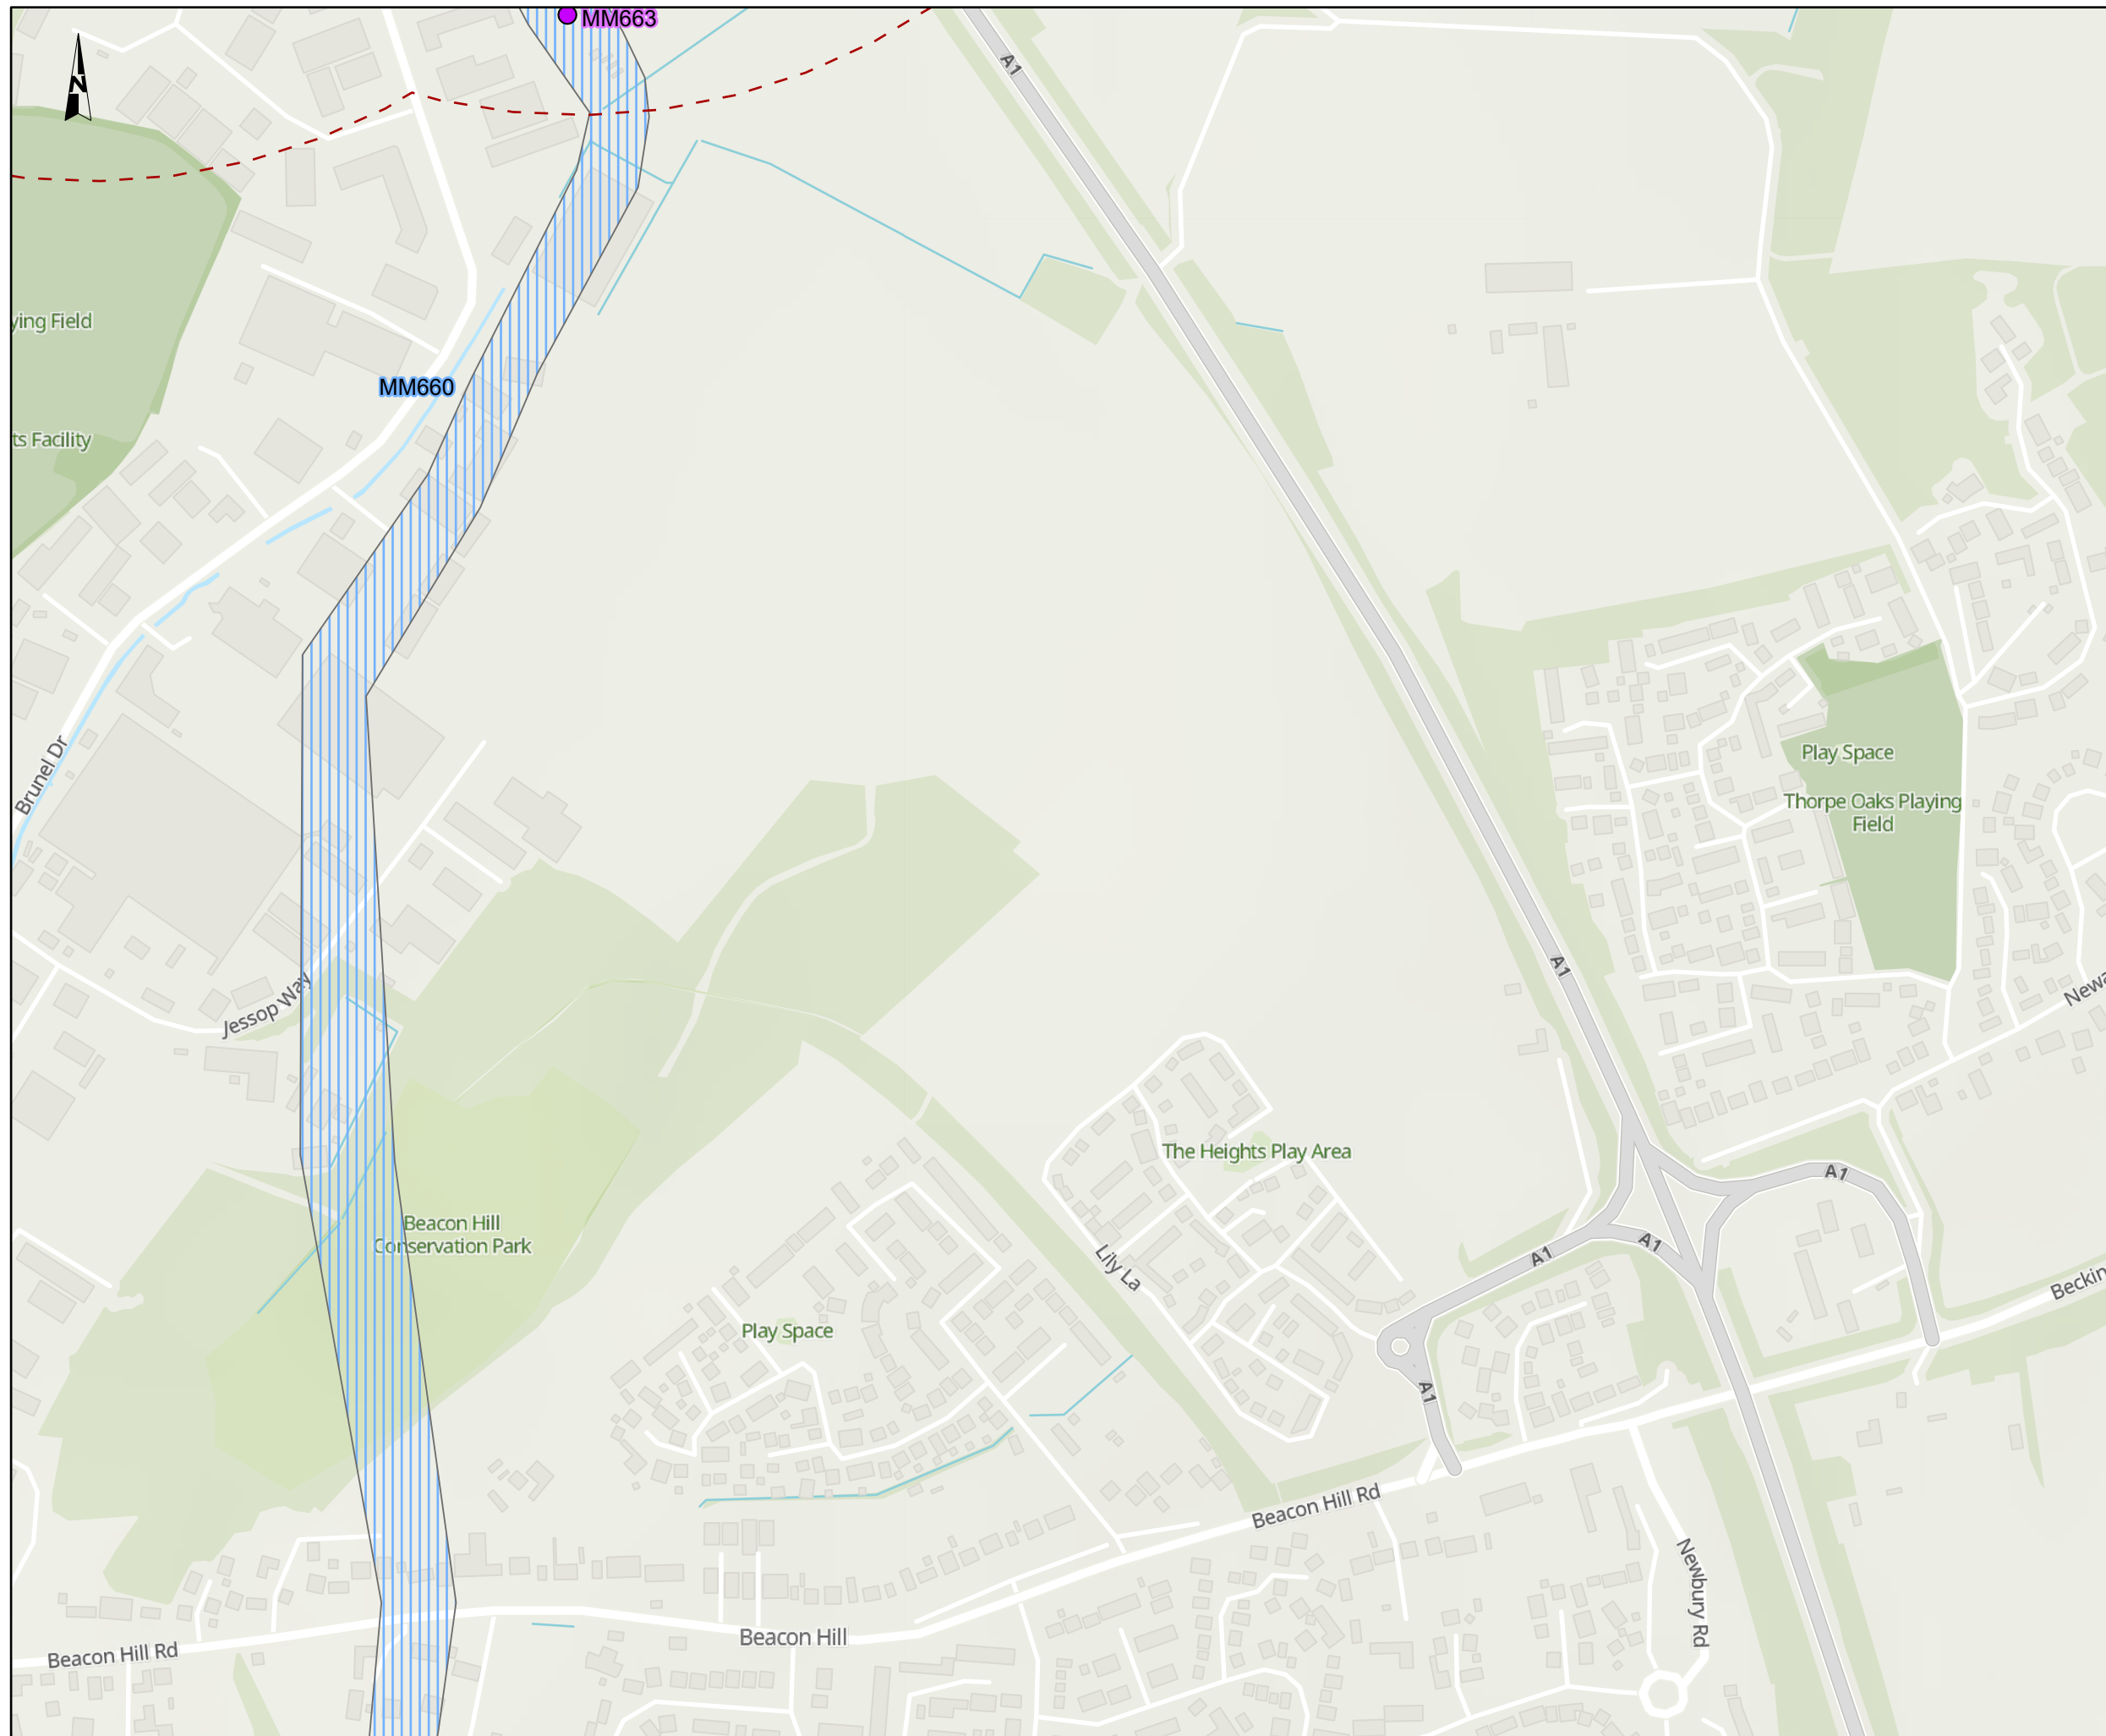 MM663
N
A1
ying Field
MM660
ts Facility
Brunel Dr
Play Space
Thorpe Oaks Playing
Field
A1
Jessop Way
Newa
The Heights Play Area
A1
Beacon Hill
Conservation Park
Lily La
A1
A1
Beckin
Play Space
A1
Beacon Hill Rd
Newbury Rd
Beacon Hill
Beacon Hill Rd